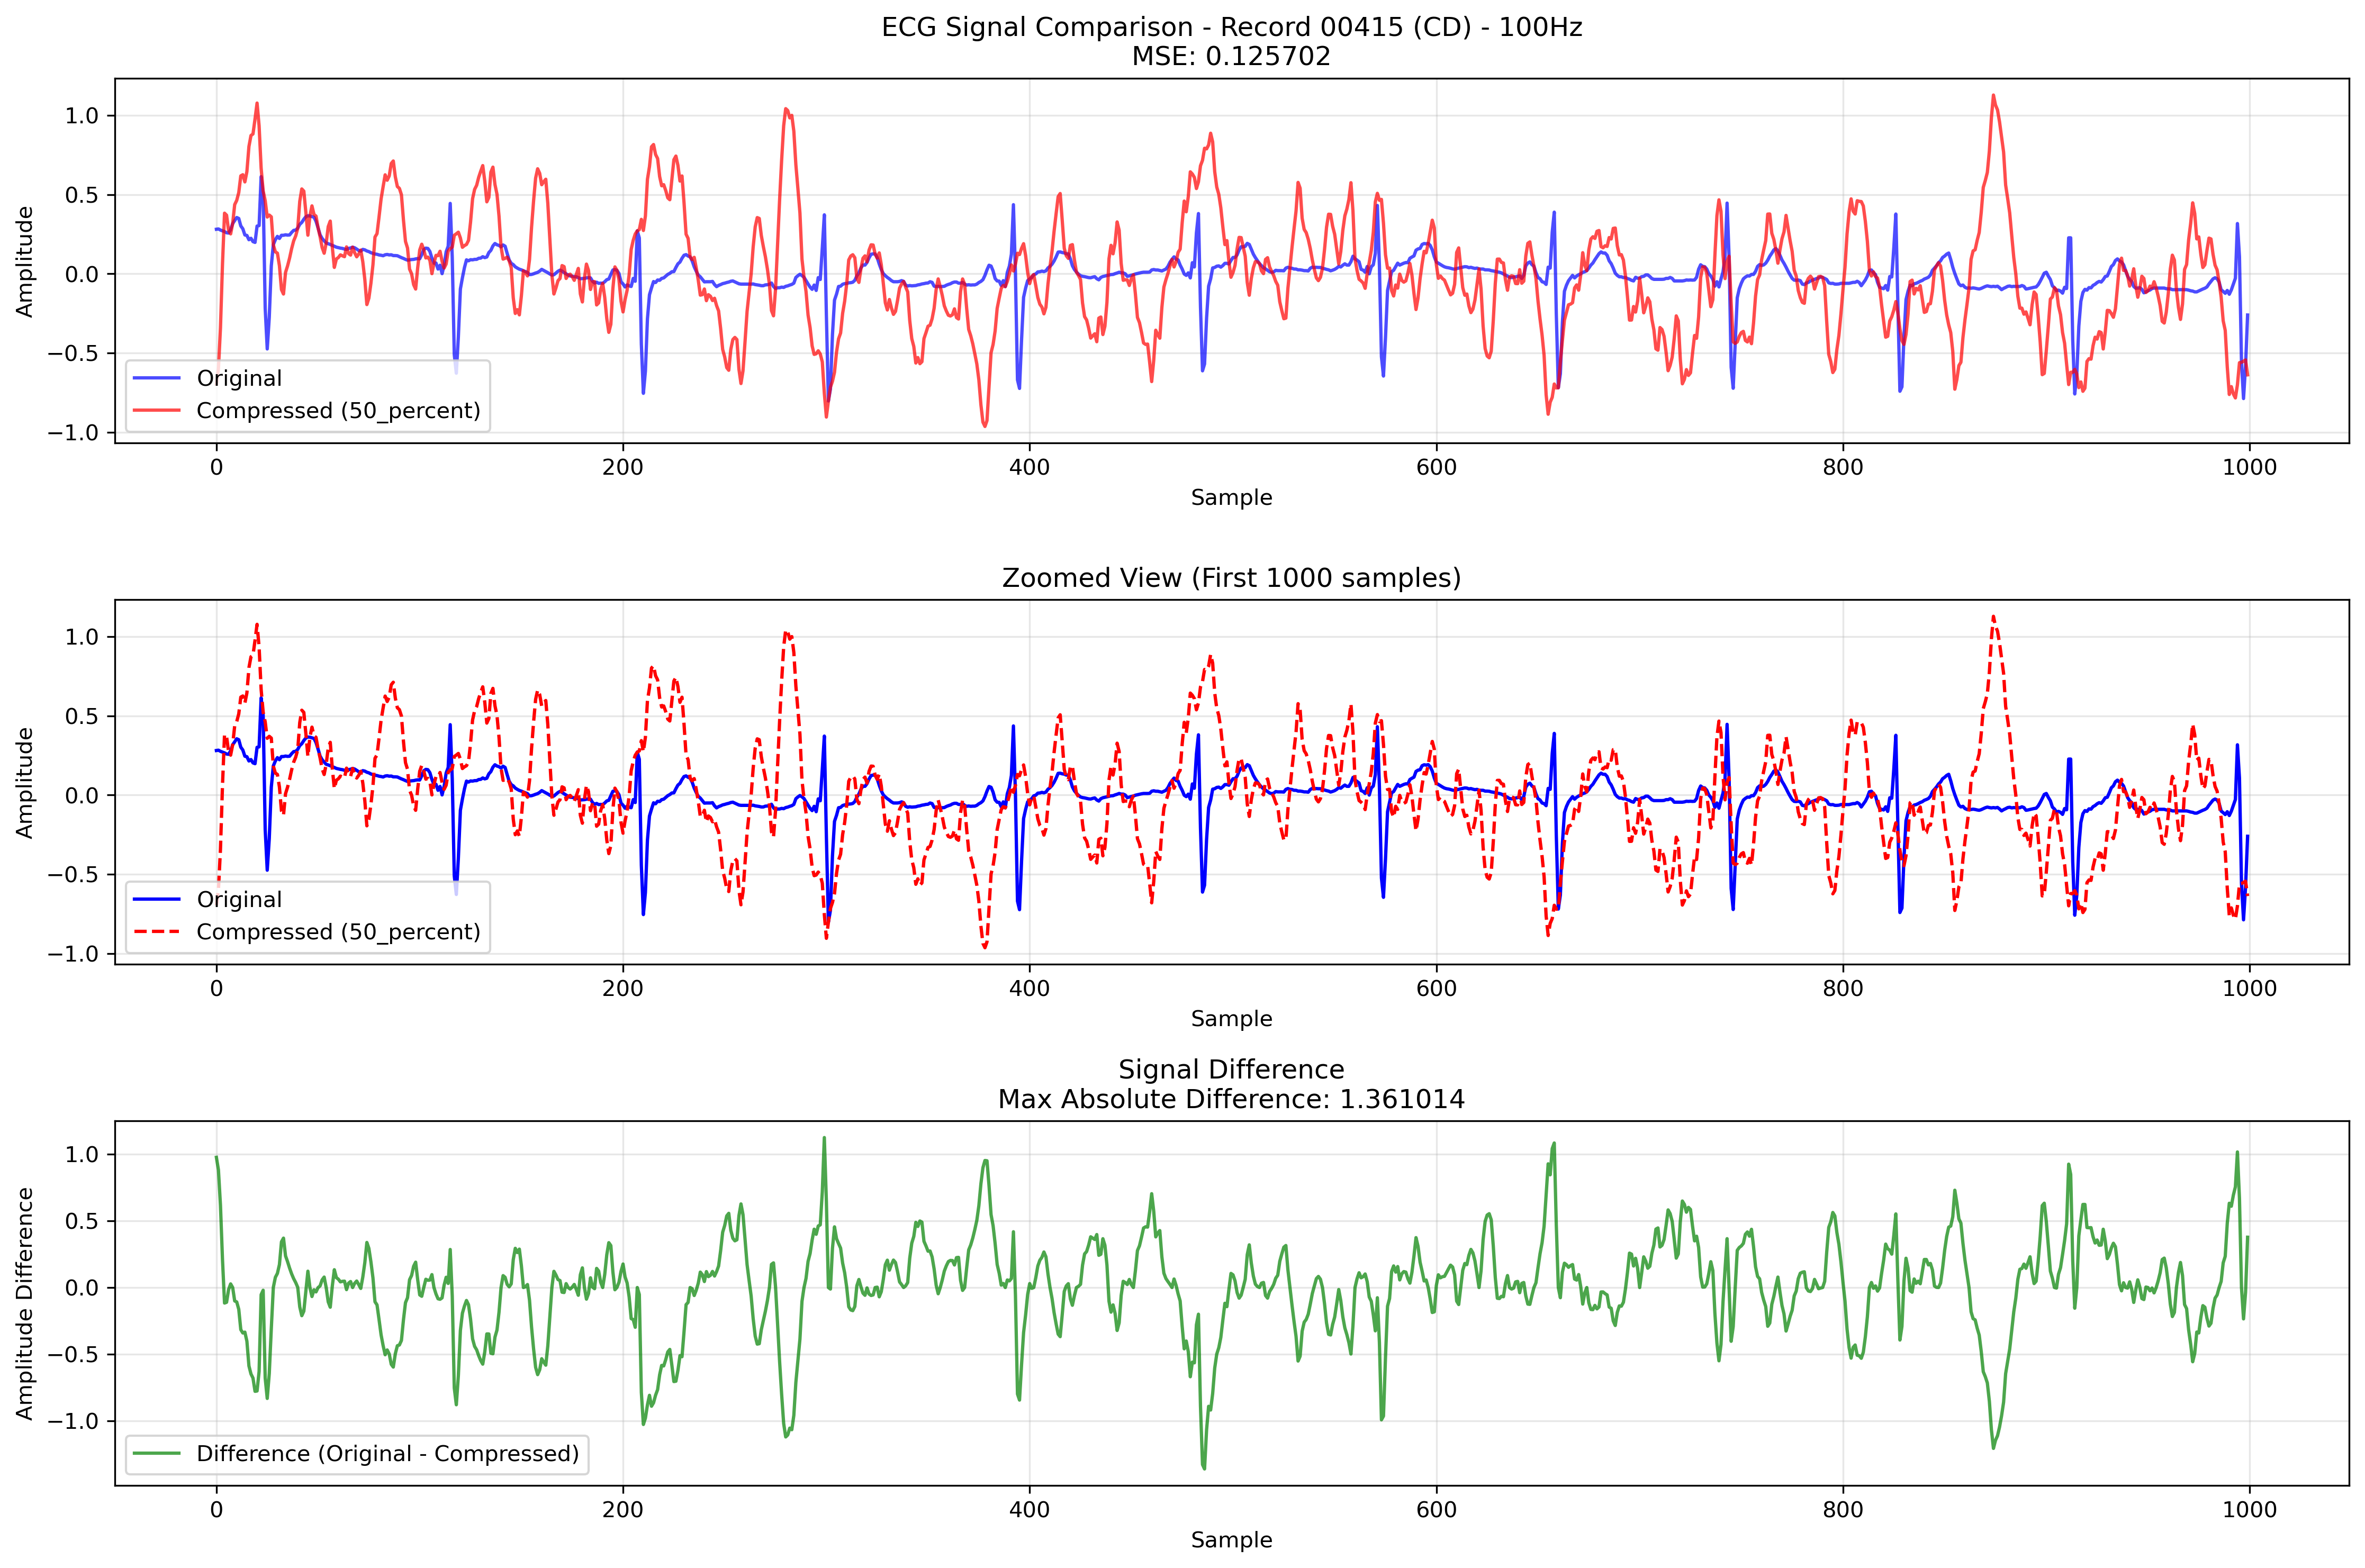 ECG Signal Comparison - Record 00415 (CD) - 100Hz
MSE: 0.125702
Amplitude
1.0
0.5
0.0
−0.5
−1.0
Original
Compressed (50_percent)
0 200 400 600 800 1000
Sample
Zoomed View (First 1000 samples)
Amplitude
1.0
0.5
0.0
−0.5
−1.0
Original
Compressed (50_percent)
0 200 400 600 800 1000
Sample
Signal Difference
Max Absolute Difference: 1.361014
Amplitude Difference
1.0
0.5
0.0
−0.5
−1.0
Difference (Original - Compressed)
0 200 400 600 800 1000
Sample